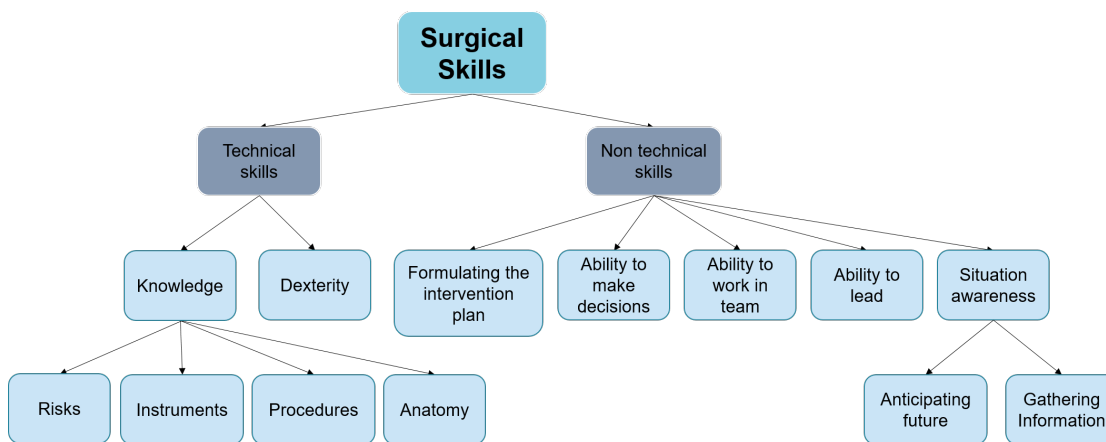 Surgical
Skills
Technical
skills
Non technical
skills
Knowledge
Dexterity
Formulating the
intervention
plan
Ability to
make
decisions
Ability to
work in
team
Ability to
lead
Situation
awareness
Risks
Instruments
Procedures
Anatomy
Anticipating
future
Gathering
Information